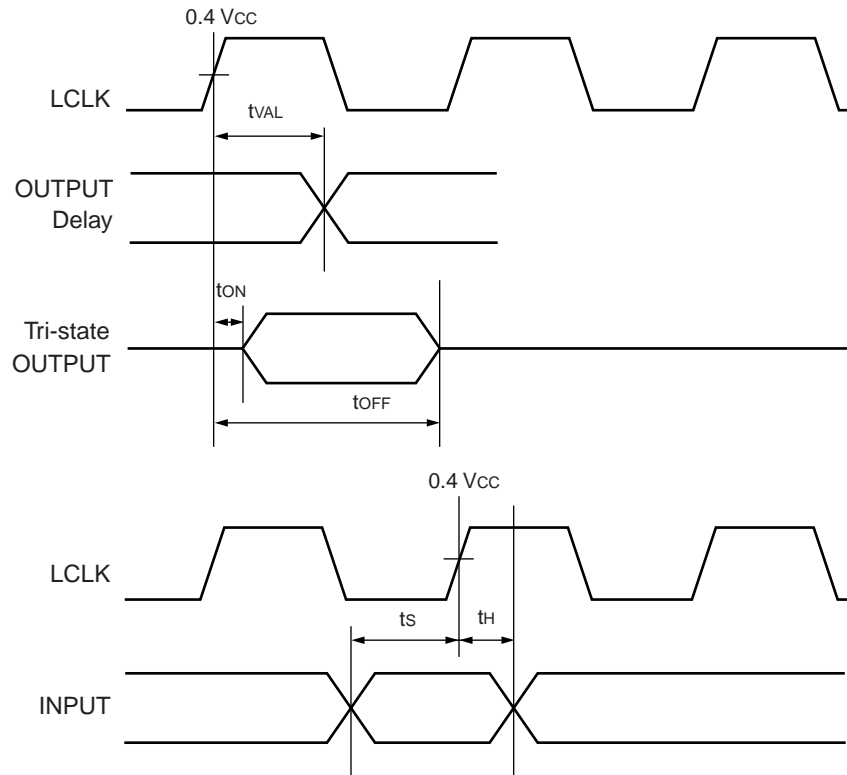 0.4 VCC
LCLK
tVAL
OUTPUT
Delay
tON
Tri-state
OUTPUT
tOFF
0.4 VCC
LCLK
tS
tH
INPUT